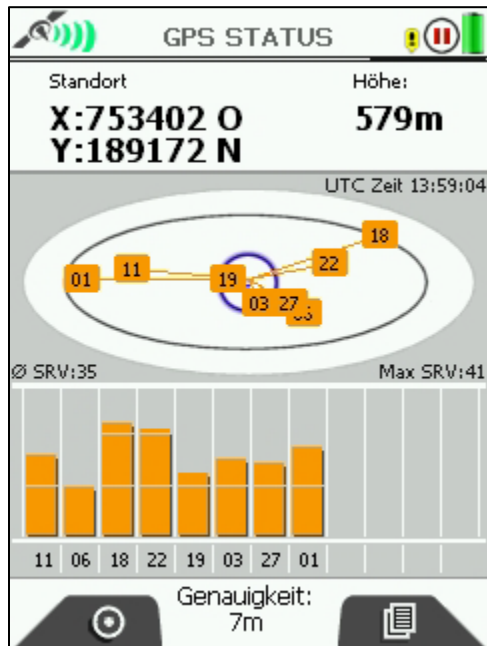 GPS STATUS
Standort
Höhe:
X:753402 O
579m
Y:189172 N
UTC Zeit 13:59:04
18
22
11
01
19
03
27
Ø SRV:35
Max SRV:41
11 06 18 22 19 03 27 01
Genauigkeit:
7m